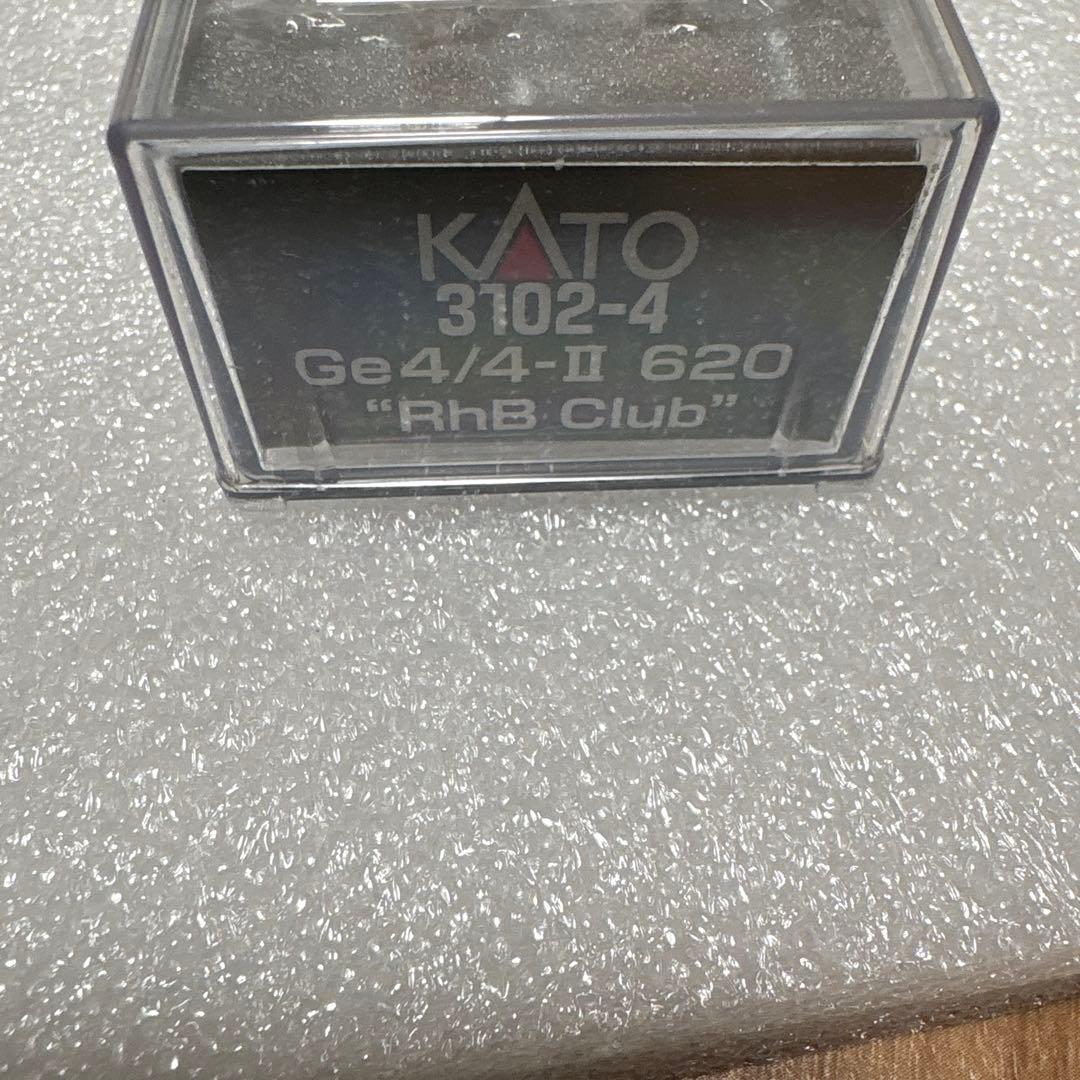 KATO
3102-4
Ge4/4-II 620
“RhB Club”